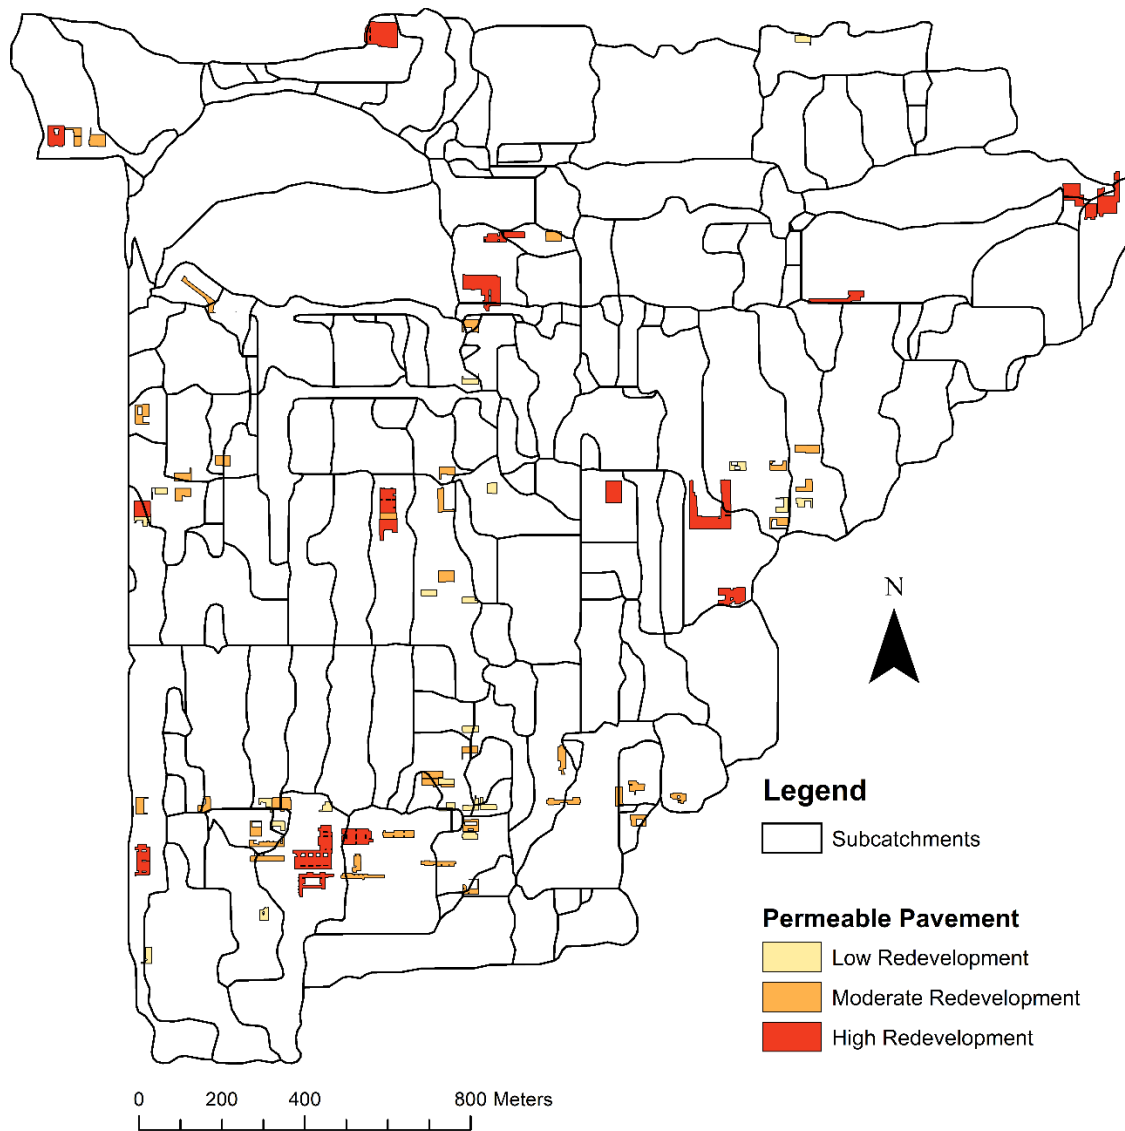 N
Legend
Subcatchments
Permeable Pavement
Low Redevelopment
Moderate Redevelopment
High Redevelopment
0 200 400 800 Meters